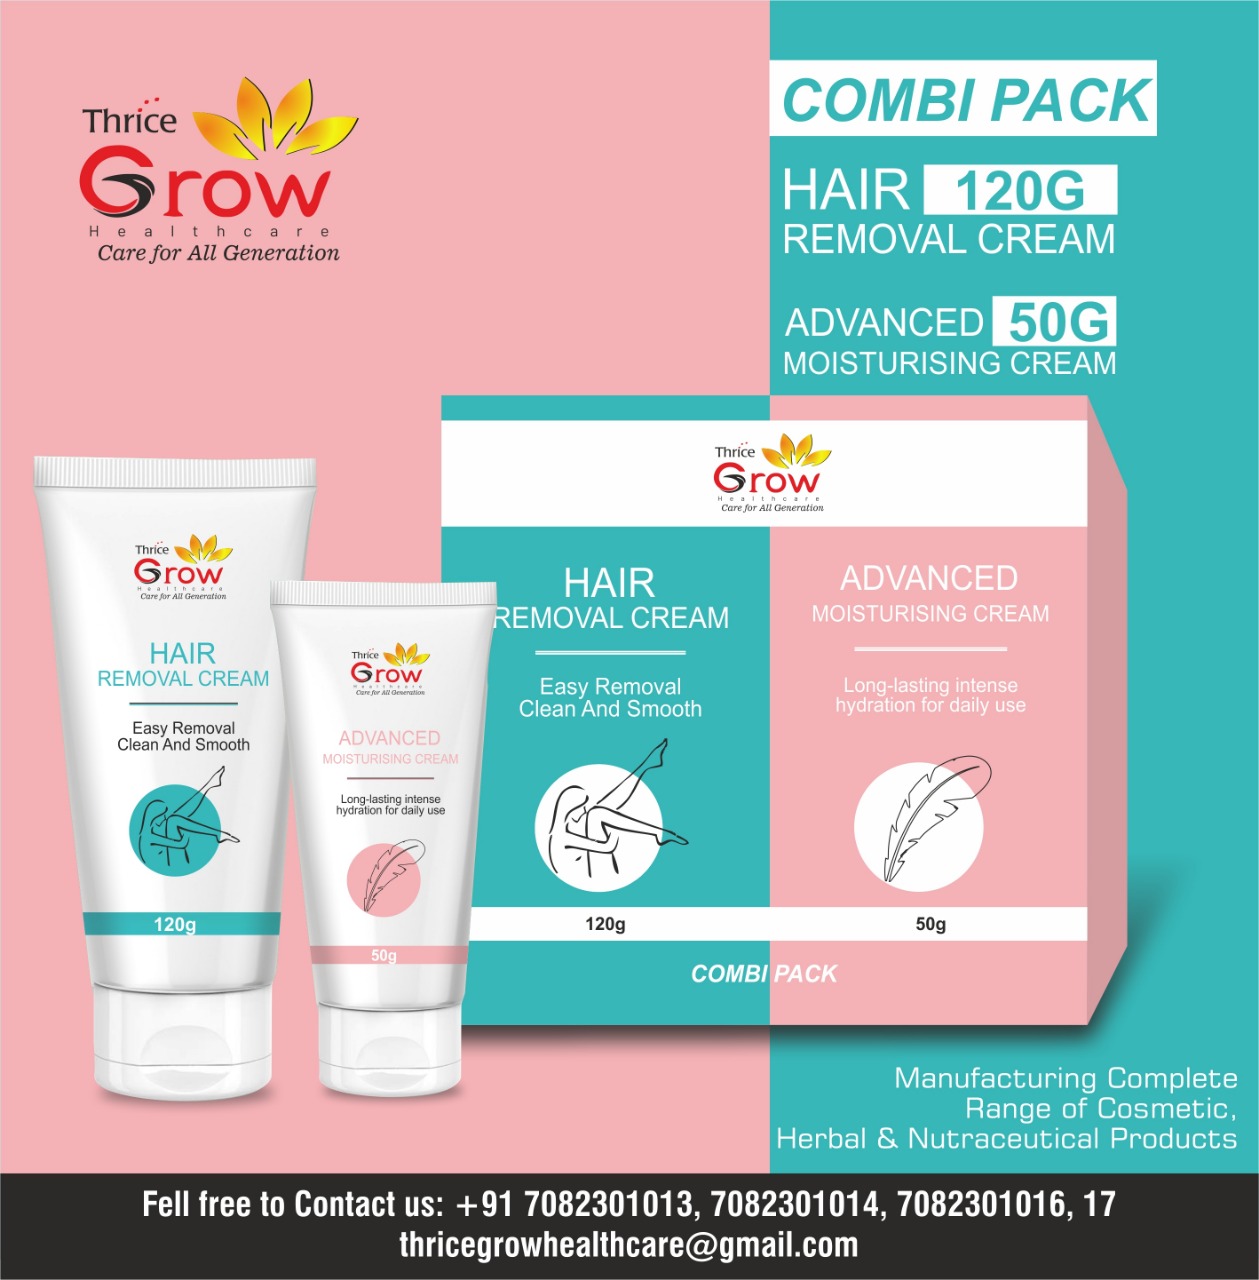 Thrice
Grow
Healthcare
Care for All Generation
COMBI PACK
HAIR 120G
REMOVAL CREAM
ADVANCED 50G
MOISTURISING CREAM
Thrice
Grow
Healthcare
Care for All Generation
HAIR
REMOVAL CREAM
Easy Removal
Clean And Smooth
120g
Thrice
Grow
Healthcare
Care for All Generation
ADVANCED
MOISTURISING CREAM
Long-lasting intense
hydration for daily use
50g
Thrice
Grow
Healthcare
Care for All Generation
HAIR
REMOVAL CREAM
Easy Removal
Clean And Smooth
120g
ADVANCED
MOISTURISING CREAM
Long-lasting intense
hydration for daily use
50g
COMBI PACK
Manufacturing Complete
Range of Cosmetic,
Herbal & Nutraceutical Products
Fell free to Contact us: +91 7082301013, 7082301014, 7082301016, 17
thricegrowhealthcare@gmail.com